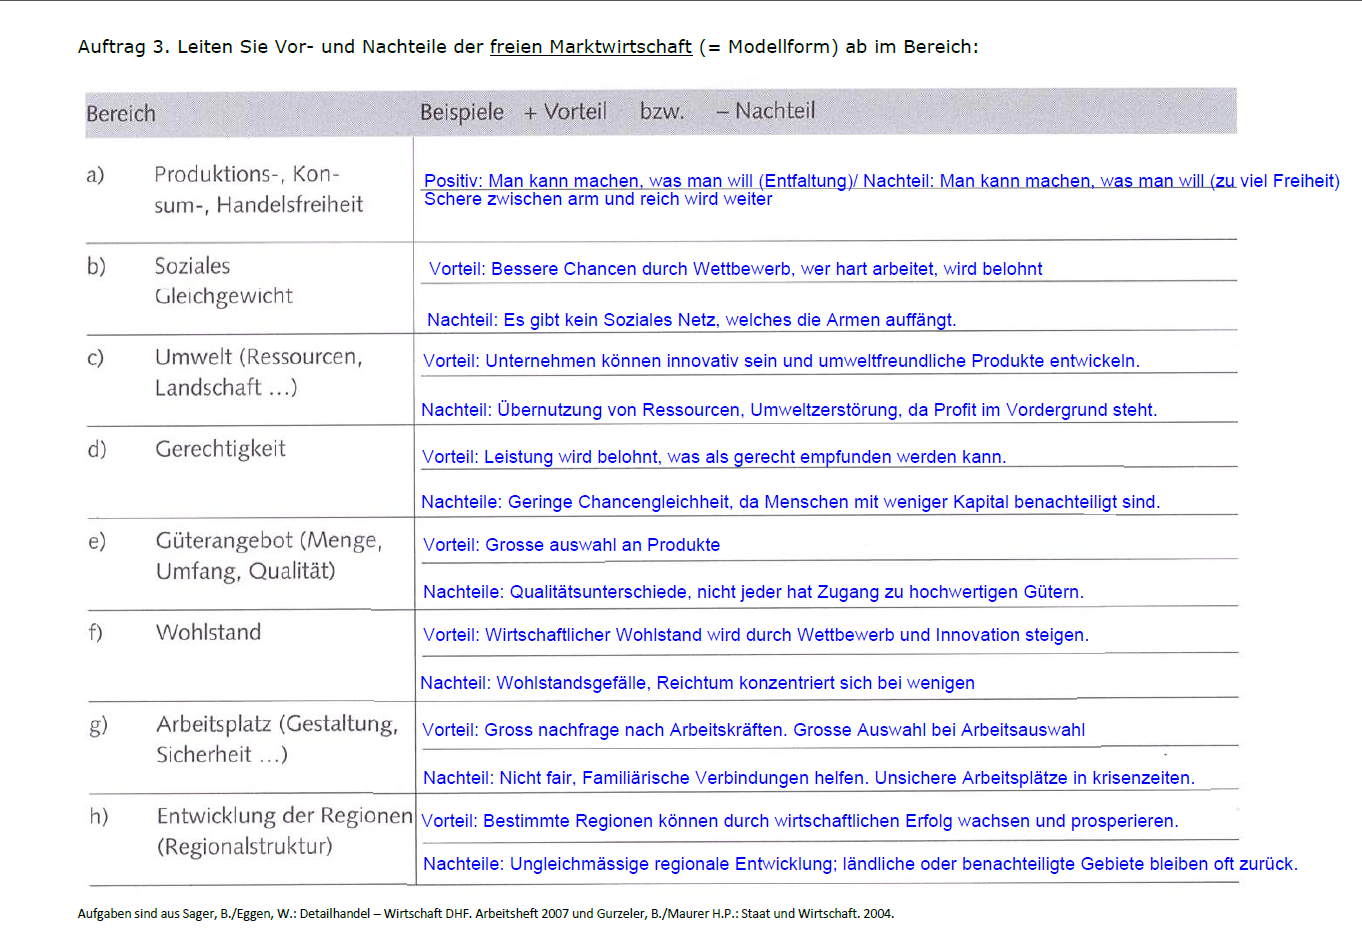 Auftrag 3. Leiten Sie Vor- und Nachteile der freien Marktwirtschaft (= Modellform) ab im Bereich:
Bereich Beispiele + Vorteil bzw. – Nachteil
a) Produktions-, Kon-
sum-, Handelsfreiheit
Positiv: Man kann machen, was man will (Entfaltung)/ Nachteil: Man kann machen, was man will (zu viel Freiheit)
Schere zwischen arm und reich wird weiter
b) Soziales
Gleichgewicht
Vorteil: Bessere Chancen durch Wettbewerb, wer hart arbeitet, wird belohnt
Nachteil: Es gibt kein Soziales Netz, welches die Armen auffängt.
c) Umwelt (Ressourcen,
Landschaft ...)
Vorteil: Unternehmen können innovativ sein und umweltfreundliche Produkte entwickeln.
Nachteil: Übernutzung von Ressourcen, Umweltzerstörung, da Profit im Vordergrund steht.
d) Gerechtigkeit
Vorteil: Leistung wird belohnt, was als gerecht empfunden werden kann.
Nachteile: Geringe Chancengleichheit, da Menschen mit weniger Kapital benachteiligt sind.
e) Güterangebot (Menge,
Umfang, Qualität)
Vorteil: Grosse auswahl an Produkte
Nachteile: Qualitätsunterschiede, nicht jeder hat Zugang zu hochwertigen Gütern.
f) Wohlstand
Vorteil: Wirtschaftlicher Wohlstand wird durch Wettbewerb und Innovation steigen.
Nachteil: Wohlstandsgefälle, Reichtum konzentriert sich bei wenigen
g) Arbeitsplatz (Gestaltung,
Sicherheit ...)
Vorteil: Gross nachfrage nach Arbeitskräften. Grosse Auswahl bei Arbeitsauswahl
Nachteil: Nicht fair, Familiärische Verbindungen helfen. Unsichere Arbeitsplätze in krisenzeiten.
h) Entwicklung der Regionen
(Regionalstruktur)
Vorteil: Bestimmte Regionen können durch wirtschaftlichen Erfolg wachsen und prosperieren.
Nachteile: Ungleichmässige regionale Entwicklung; ländliche oder benachteiligte Gebiete bleiben oft zurück.
Aufgaben sind aus Sager, B./Eggen, W.: Detailhandel – Wirtschaft DHF. Arbeitsheft 2007 und Gurzeler, B./Maurer H.P.: Staat und Wirtschaft. 2004.